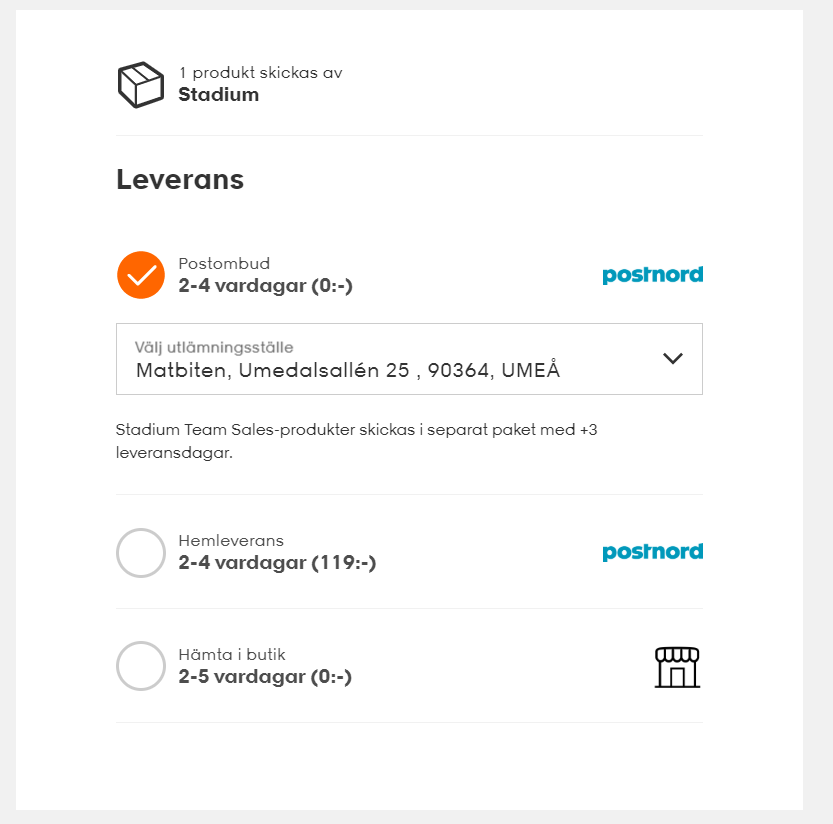 1 produkt skickas av
Stadium
Leverans
Postombud
2-4 vardagar (0:-)
postnord
Välj utlämningsställe
Matbiten, Umedalsallén 25 , 90364, UMEÅ
Stadium Team Sales-produkter skickas i separat paket med +3
leveransdagar.
Hemleverans
2-4 vardagar (119:-)
postnord
Hämta i butik
2-5 vardagar (0:-)